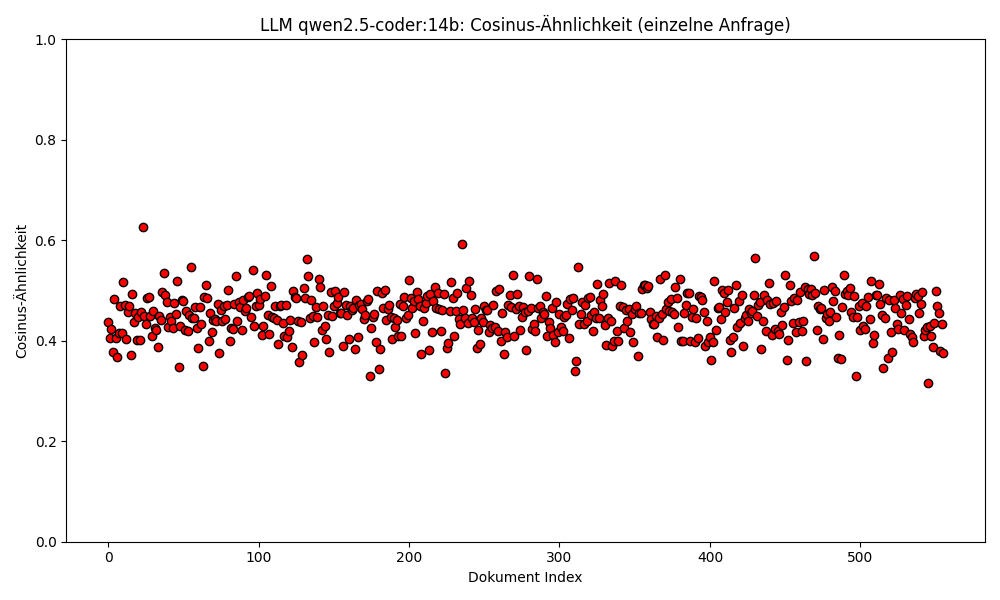 LLM qwen2.5-coder:14b: Cosinus-Ähnlichkeit (einzelne Anfrage)
1.0
0.8
0.6
0.4
0.2
0.0
Cosinus-Ähnlichkeit
0 100 200 300 400 500
Dokument Index